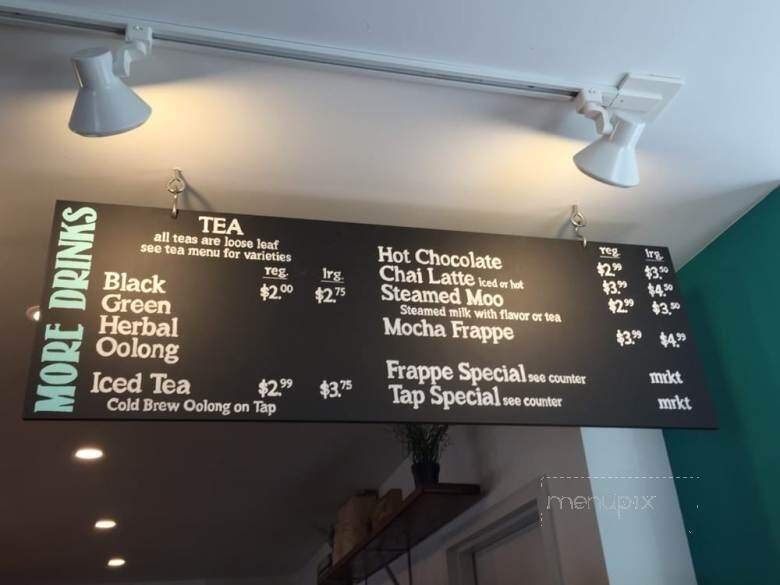 MORE DRINKS
TEA
all teas are loose leaf
see tea menu for varieties
reg. lrg.
Black $2.00 $2.75
Green
Herbal
Oolong
Iced Tea $2.99 $3.75
Cold Brew Oolong on Tap
reg. lrg.
Hot Chocolate $2.99 $3.50
Chai Latte iced or hot $3.99 $4.50
Steamed Moo $2.99 $3.50
Steamed milk with flavor or tea
Mocha Frappe $3.99 $4.99
Frappe Special see counter mrkt
Tap Special see counter mrkt
menupix